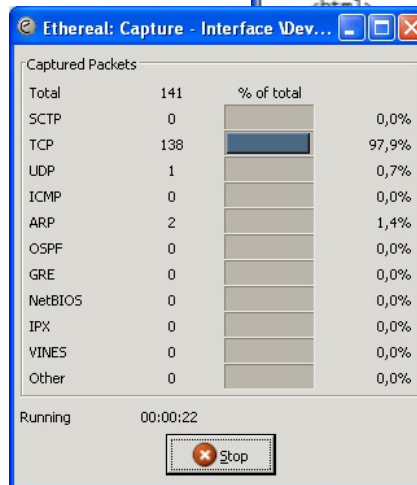 <html>
Ethereal: Capture - Interface \Dev...
Captured Packets
Total 141 % of total
SCTP 0 0,0%
TCP 138 97,9%
UDP 1 0,7%
ICMP 0 0,0%
ARP 2 1,4%
OSPF 0 0,0%
GRE 0 0,0%
NetBIOS 0 0,0%
IPX 0 0,0%
VINES 0 0,0%
Other 0 0,0%
Running 00:00:22
Stop